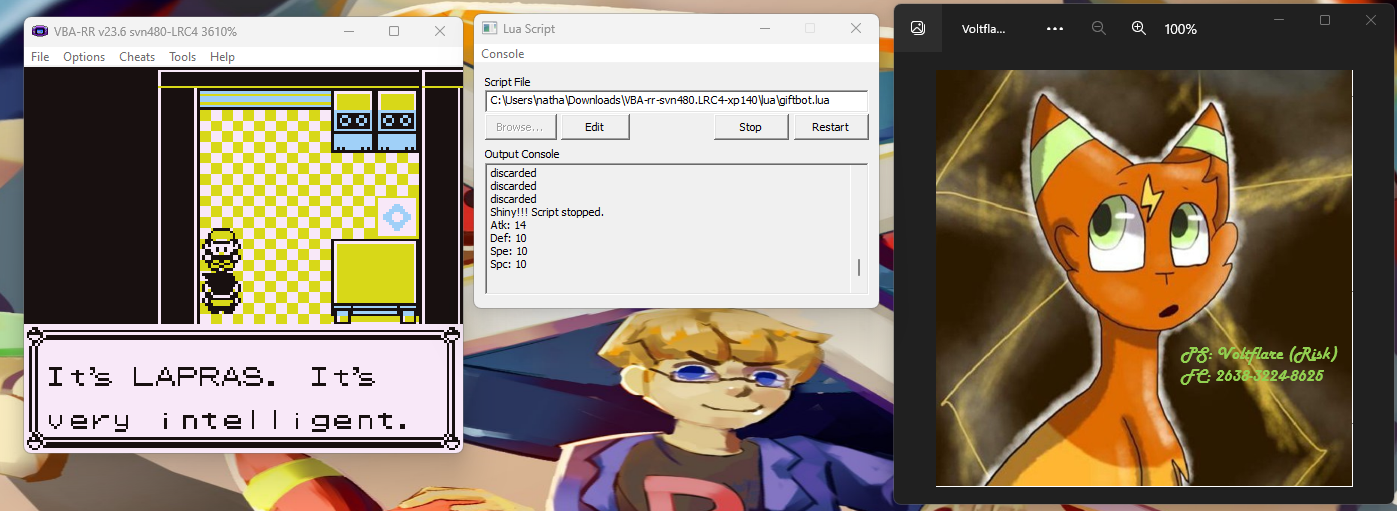 VBA-RR v23.6 svn480-LRC4 3610%
File Options Cheats Tools Help
It's LAPRAS. It's
very intelligent.
Lua Script
Console
Script File
C:\Users\natha\Downloads\VBA-rr-svn480.LRC4-xp140\lua\giftbot.lua
Browse... Edit Stop Restart
Output Console
discarded
discarded
discarded
Shiny!!! Script stopped.
Atk: 14
Def: 10
Spe: 10
Spc: 10
Voltfla... 100%
PS: Voltflare (Risk)
FC: 2638-3224-8625